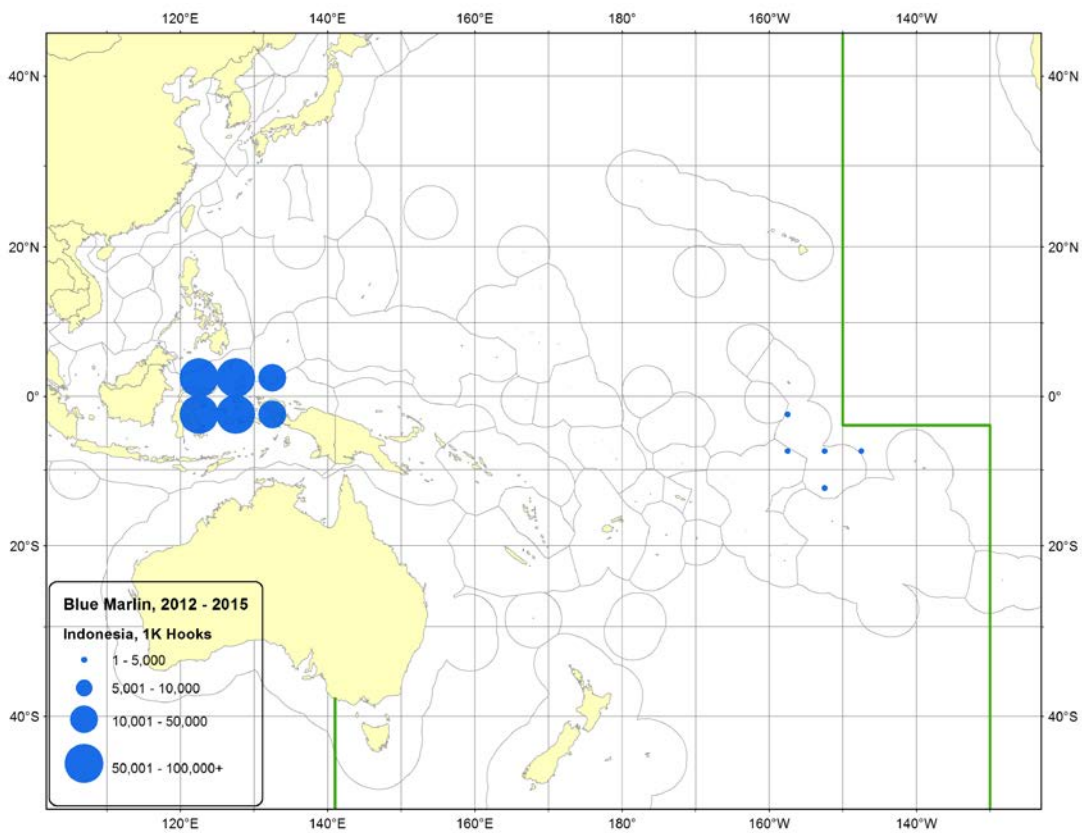 120°E 140°E 160°E 180° 160°W 140°W
40°N 40°N
20°N 20°N
0° 0°
20°S 20°S
Blue Marlin, 2012 - 2015
Indonesia, 1K Hooks
1 - 5,000
5,001 - 10,000
10,001 - 50,000
50,001 - 100,000+
40°S 40°S
120°E 140°E 160°E 180° 160°W 140°W